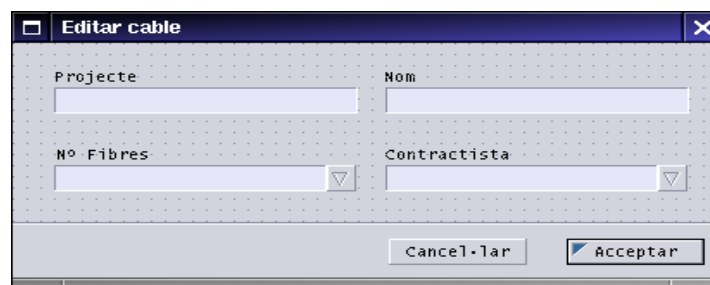 Editar cable
Projecte Nom
Nº Fibres Contractista
Cancel·lar Acceptar